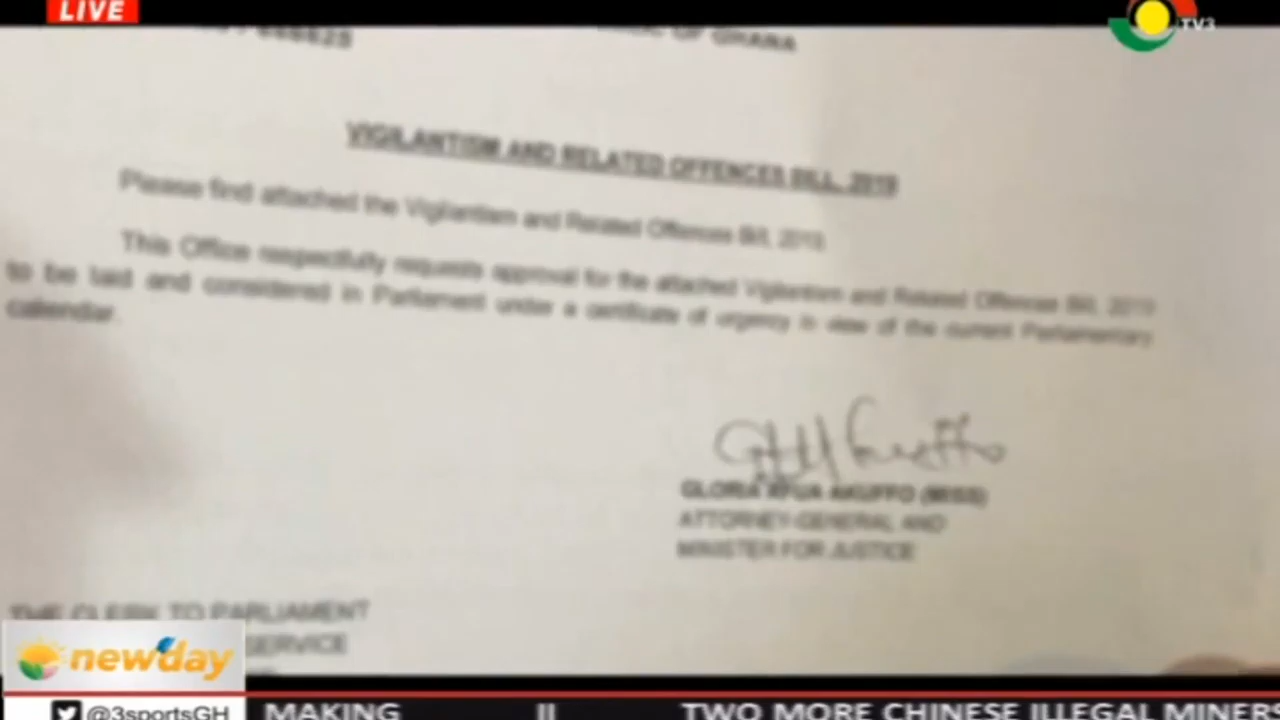 LIVE
TV3
OF GHANA
VIGILANTISM AND RELATED OFFENCES BILL, 2019
Please find attached the Vigilantism and Related Offences Bill, 2019.
This Office respectfully requests approval for the attached Vigilantism and Related Offences Bill, 2019
to be laid and considered in Parliament under a certificate of urgency in view of the current Parliamentary
calendar.
GLORIA AFUA AKUFFO (MISS)
ATTORNEY-GENERAL AND
MINISTER FOR JUSTICE
THE CLERK TO PARLIAMENT
SERVICE
newday
@3sportsGH MAKING II TWO MORE CHINESE ILLEGAL MINERS